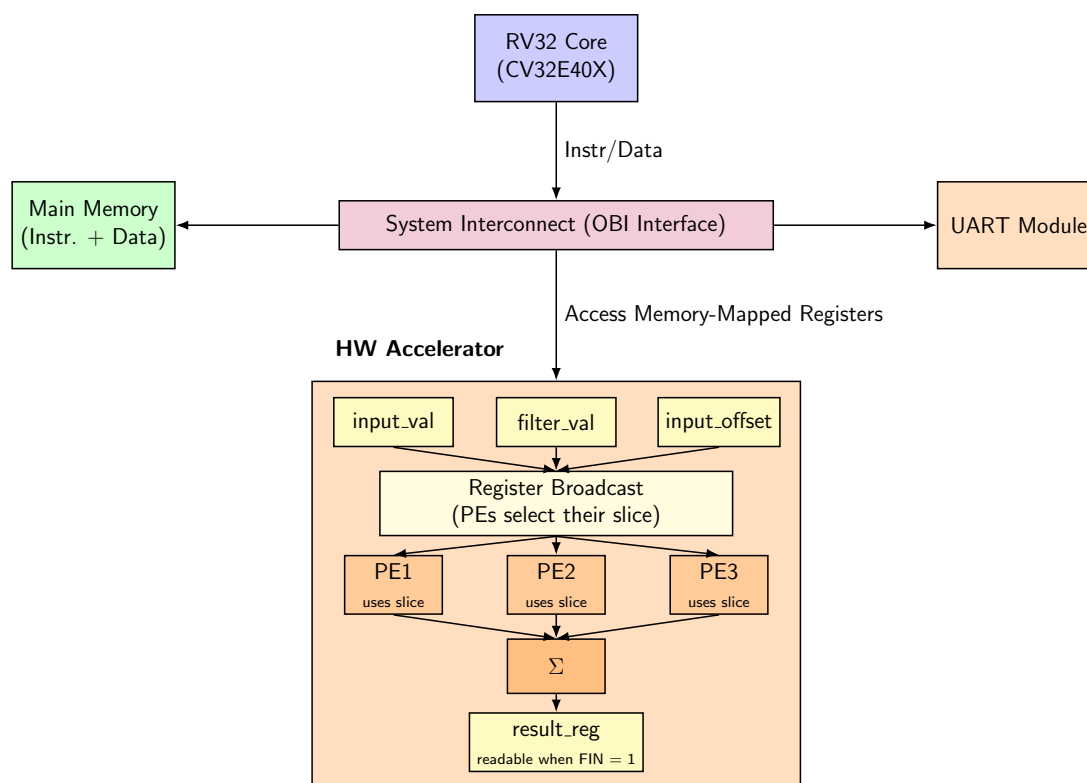 RV32 Core
(CV32E40X)
Instr/Data
Main Memory
(Instr. + Data)
System Interconnect (OBI Interface)
UART Module
Access Memory-Mapped Registers
HW Accelerator
input_val
filter_val
input_offset
Register Broadcast
(PEs select their slice)
PE1
uses slice
PE2
uses slice
PE3
uses slice
Σ
result_reg
readable when FIN = 1